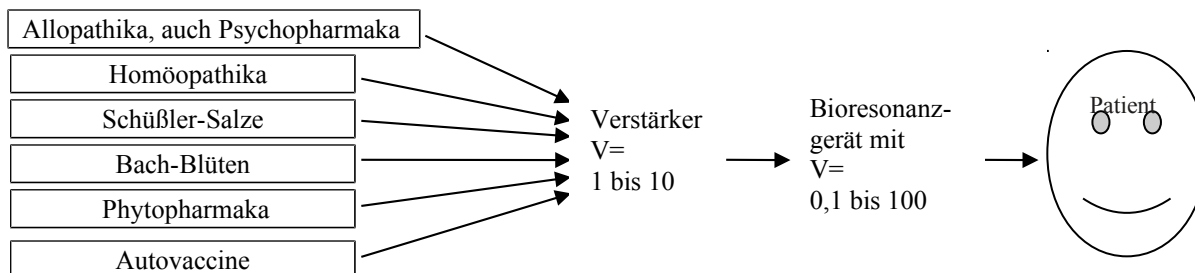 Allopathika, auch Psychopharmaka
Homöopathika
Schüßler-Salze
Bach-Blüten
Phytopharmaka
Autovaccine
Verstärker
V=
1 bis 10
Bioresonanz-
gerät mit
V=
0,1 bis 100
Patient